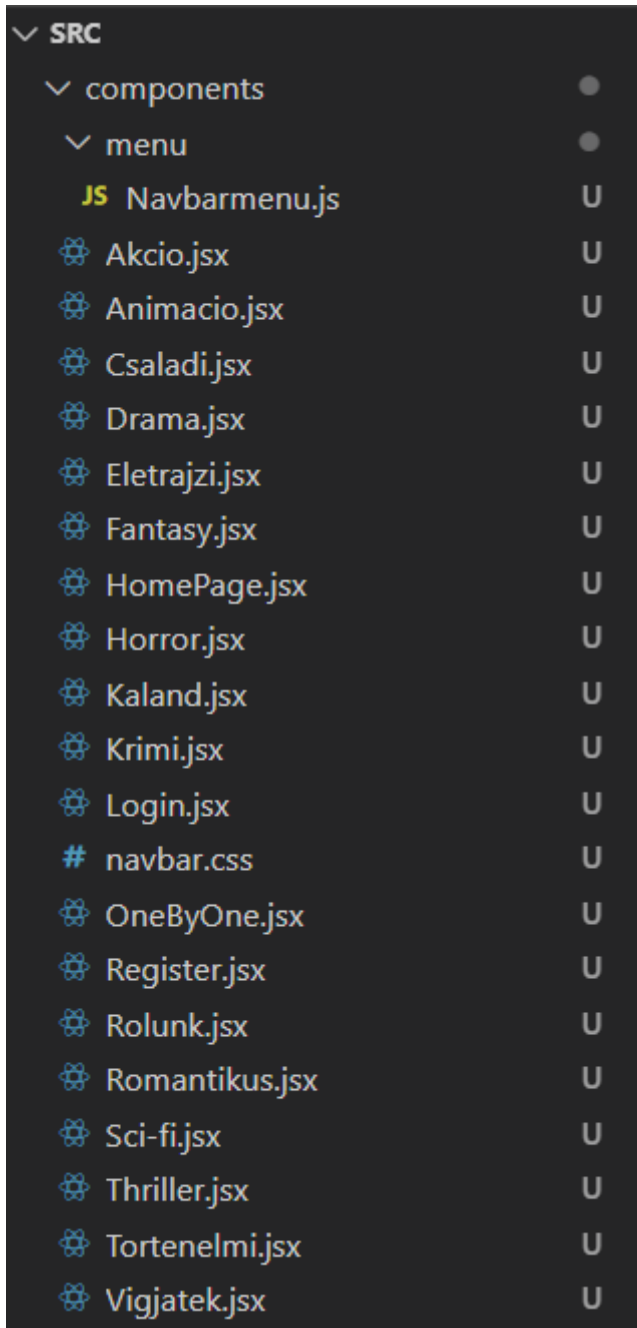 SRC
components
menu
JS Navbarmenu.js U
Akcio.jsx U
Animacio.jsx U
Csaladi.jsx U
Drama.jsx U
Eletrajzi.jsx U
Fantasy.jsx U
HomePage.jsx U
Horror.jsx U
Kaland.jsx U
Krimi.jsx U
Login.jsx U
# navbar.css U
OneByOne.jsx U
Register.jsx U
Rolunk.jsx U
Romantikus.jsx U
Sci-fi.jsx U
Thriller.jsx U
Tortenelmi.jsx U
Vigjatek.jsx U